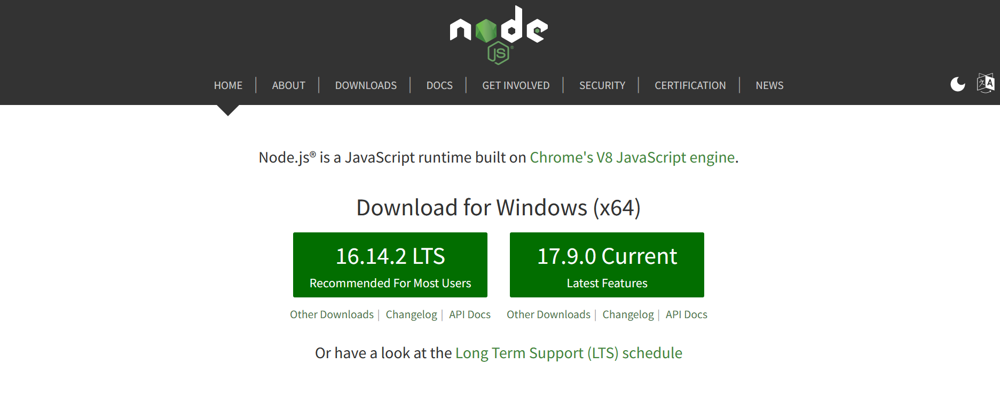 node
JS®
HOME | ABOUT | DOWNLOADS | DOCS | GET INVOLVED | SECURITY | CERTIFICATION | NEWS
文 A
Node.js® is a JavaScript runtime built on Chrome's V8 JavaScript engine.
Download for Windows (x64)
16.14.2 LTS
Recommended For Most Users
17.9.0 Current
Latest Features
Other Downloads | Changelog | API Docs
Other Downloads | Changelog | API Docs
Or have a look at the Long Term Support (LTS) schedule